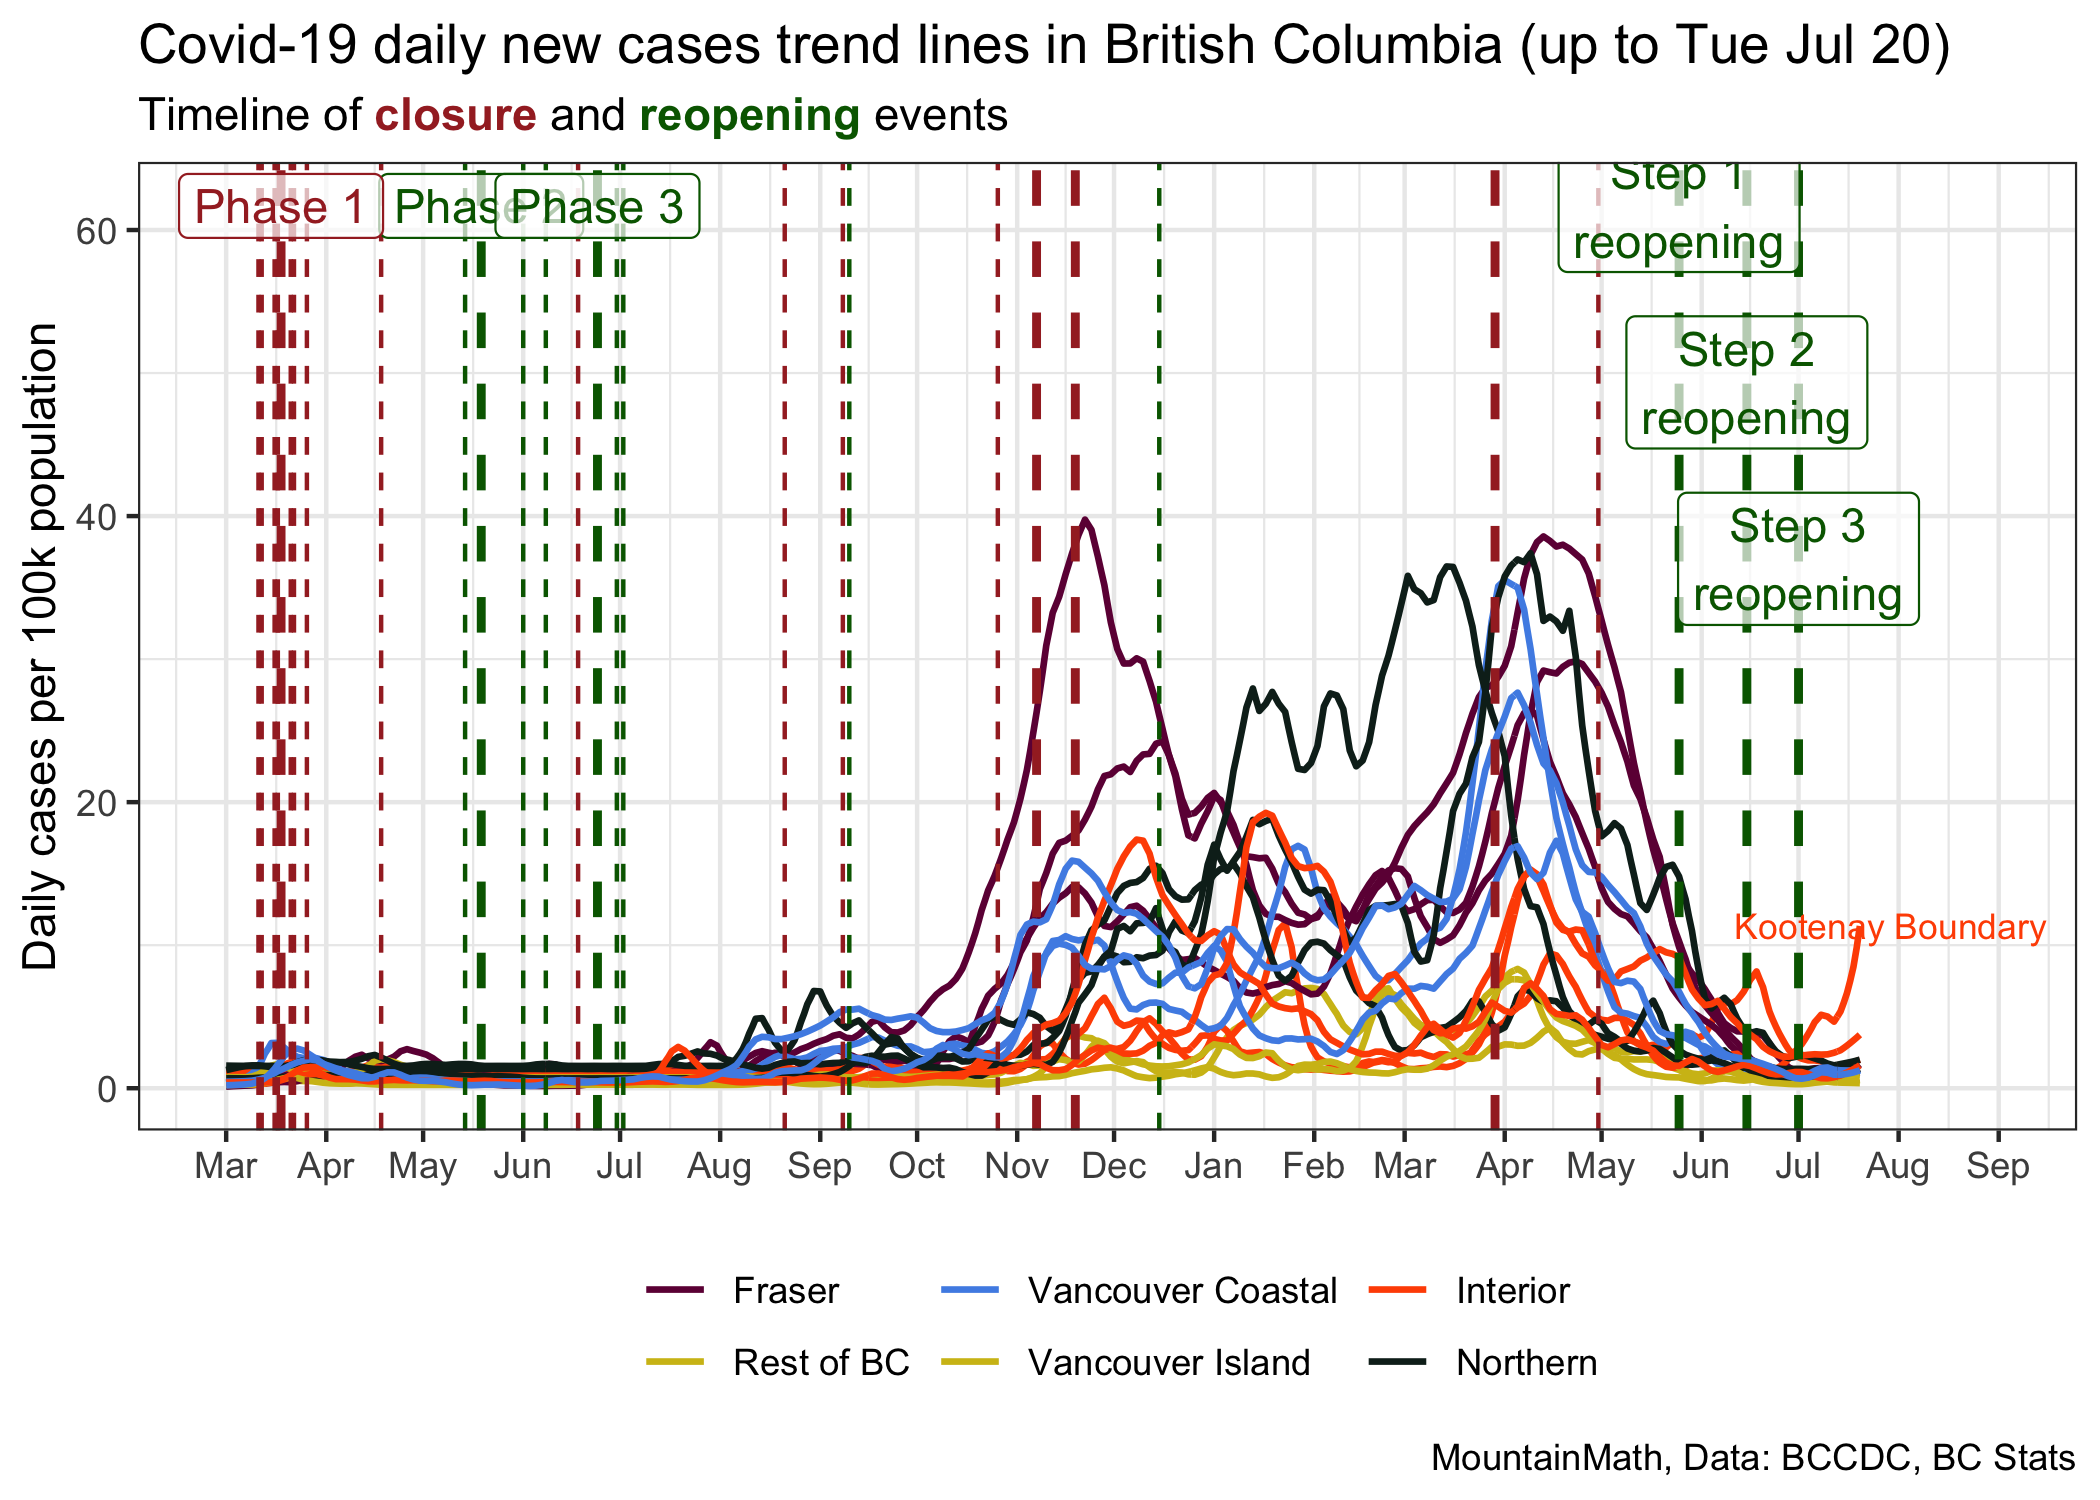 Covid-19 daily new cases trend lines in British Columbia (up to Tue Jul 20)
Timeline of closure and reopening events
Phase 1
Phase 2
Phase 3
Step 1
reopening
Step 2
reopening
Step 3
reopening
Kootenay Boundary
Daily cases per 100k population
60
40
20
0
Mar Apr May Jun Jul Aug Sep Oct Nov Dec Jan Feb Mar Apr May Jun Jul Aug Sep
Fraser Vancouver Coastal Interior
Rest of BC Vancouver Island Northern
MountainMath, Data: BCCDC, BC Stats